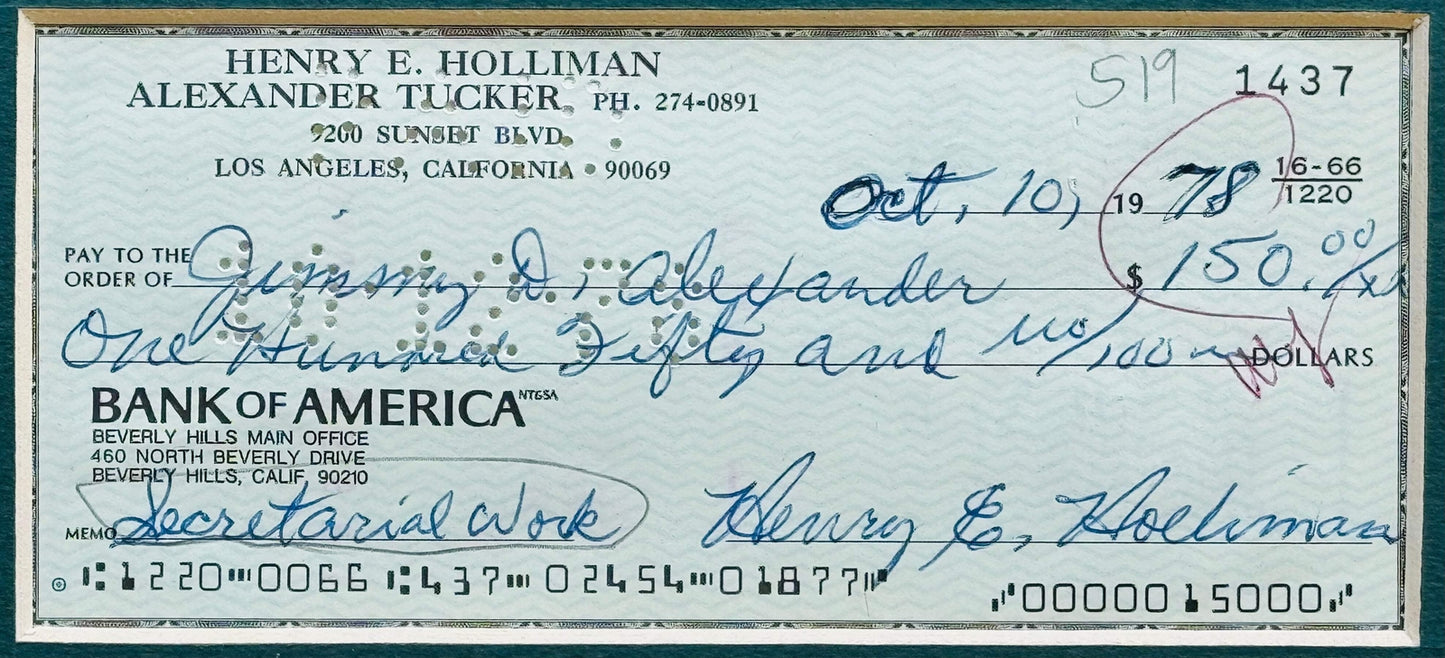 HENRY E. HOLLIMAN
ALEXANDER TUCKER PH. 274-0891
9200 SUNSET BLVD.
LOS ANGELES, CALIFORNIA 90069
519 1437
Oct. 10, 19 78 16-66/1220
PAY TO THE ORDER OF Jimmy D. Alexander $ 150.00/xx
One Hundred Fifty and no/100 DOLLARS
BANK OF AMERICA NT&SA
BEVERLY HILLS MAIN OFFICE
460 NORTH BEVERLY DRIVE
BEVERLY HILLS, CALIF. 90210
MEMO Secretarial Work Henry E. Holliman
1220 0066 437 02454 01877 0000015000